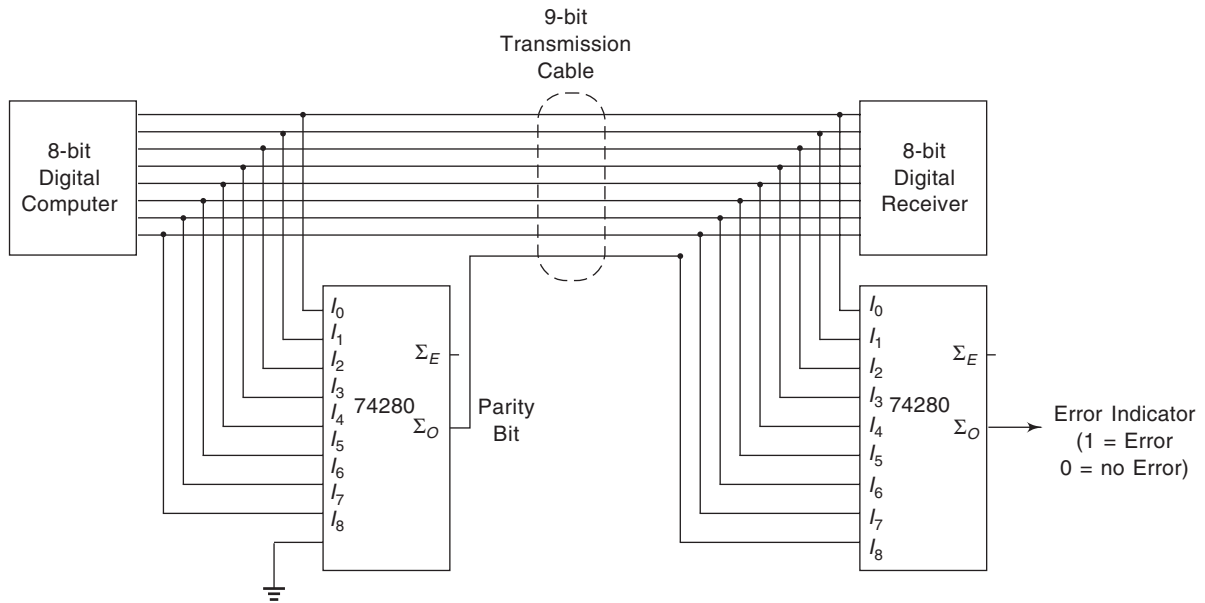 9-bit
Transmission
Cable
8-bit
Digital
Computer
8-bit
Digital
Receiver
I0
I1
I2
I3
I4
I5
I6
I7
I8
74280
ΣE
ΣO
Parity
Bit
I0
I1
I2
I3
I4
I5
I6
I7
I8
74280
ΣE
ΣO
Error Indicator
(1 = Error
0 = no Error)